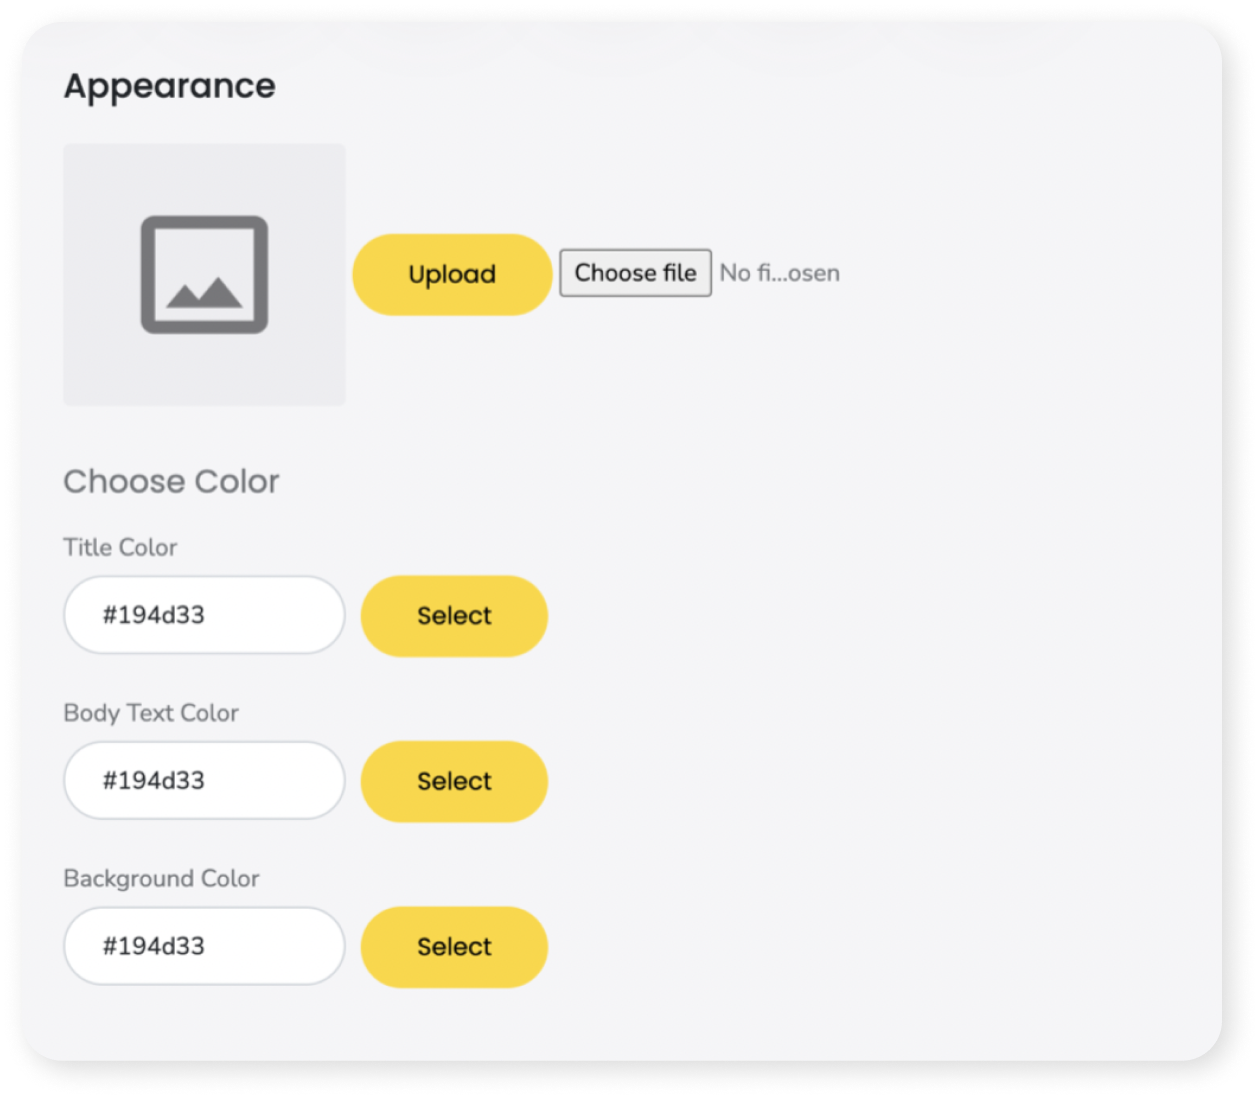 Appearance
Upload Choose file No fi...osen
Choose Color
Title Color
#194d33 Select
Body Text Color
#194d33 Select
Background Color
#194d33 Select